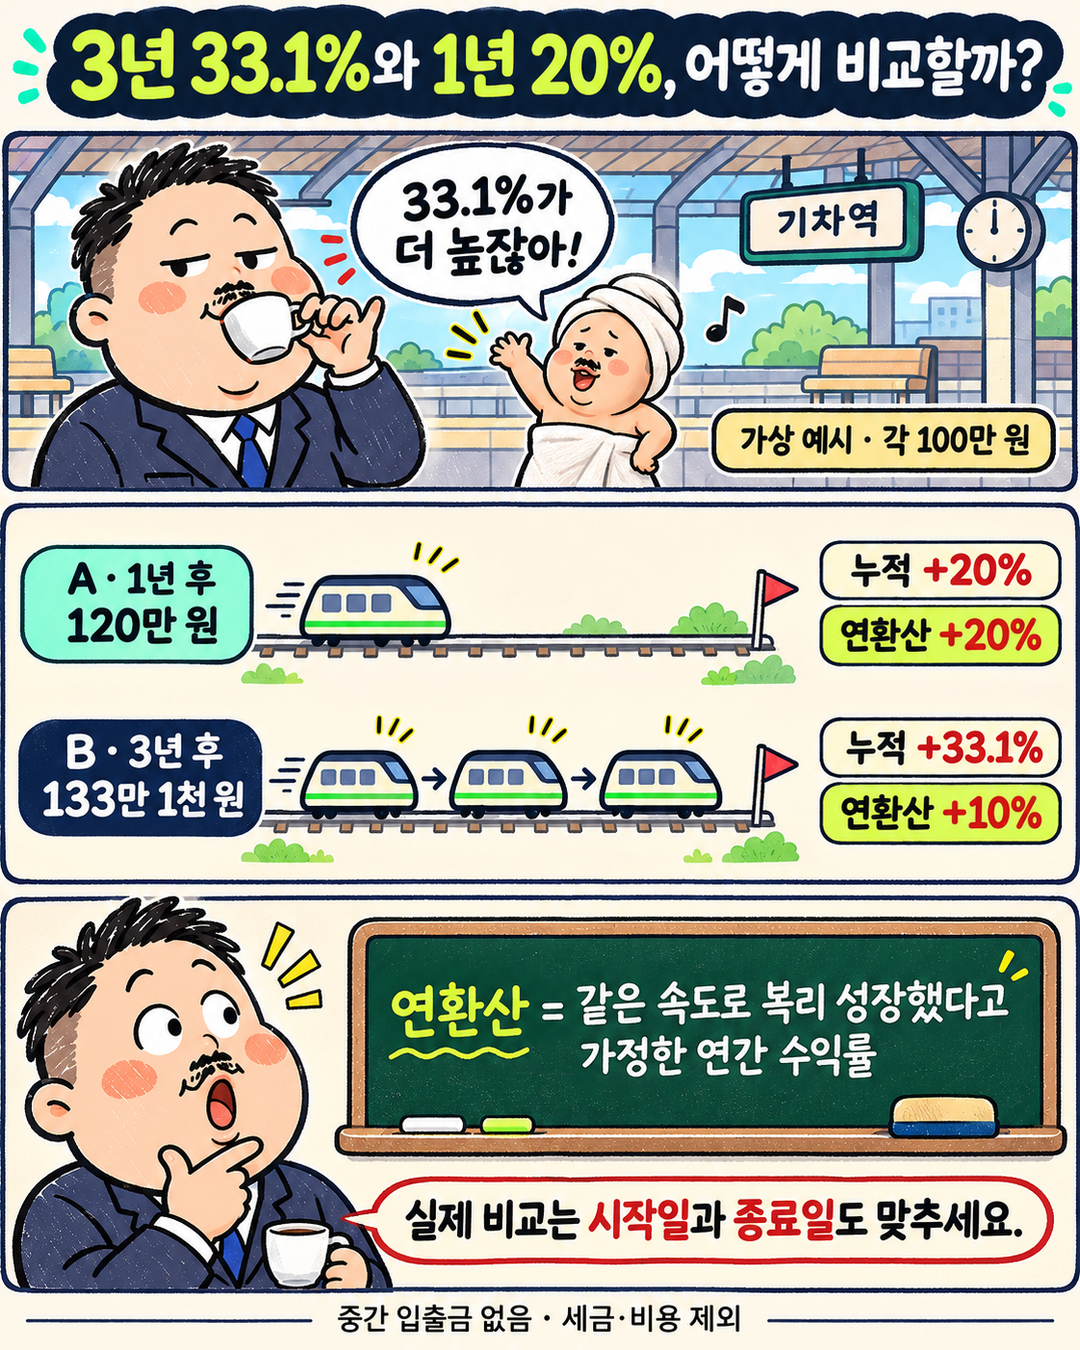 3년 33.1%와 1년 20%, 어떻게 비교할까?
33.1%가
더 높잖아!
기차역
가상 예시 · 각 100만 원
A · 1년 후
120만 원
누적 +20%
연환산 +20%
B · 3년 후
133만 1천 원
누적 +33.1%
연환산 +10%
연환산 = 같은 속도로 복리 성장했다고
가정한 연간 수익률
실제 비교는 시작일과 종료일도 맞추세요.
중간 입출금 없음 · 세금·비용 제외